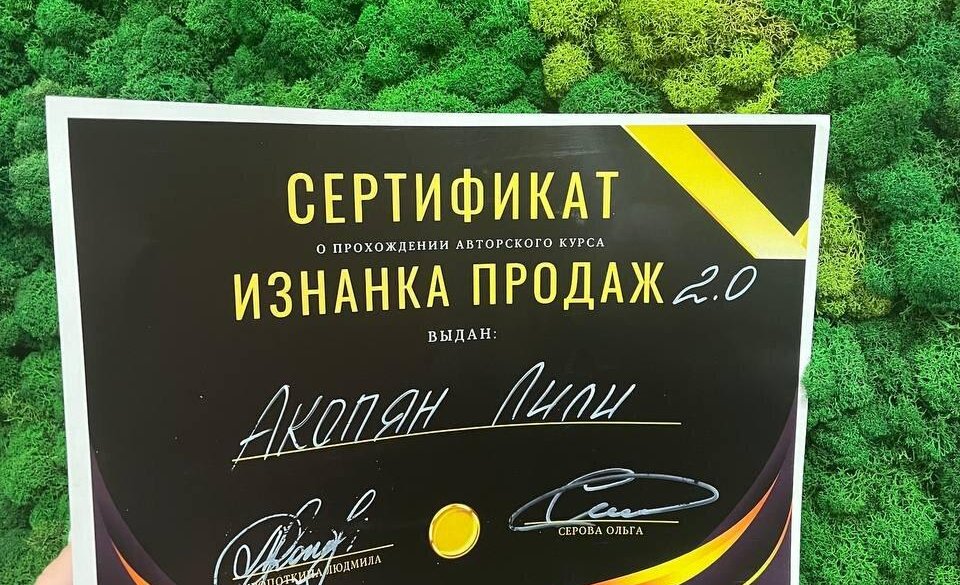 СЕРТИФИКАТ
О ПРОХОЖДЕНИИ АВТОРСКОГО КУРСА
ИЗНАНКА ПРОДАЖ 2.0
ВЫДАН:
Акопян Лили
СЕРОВА ОЛЬГА
ЛЮДМИЛА